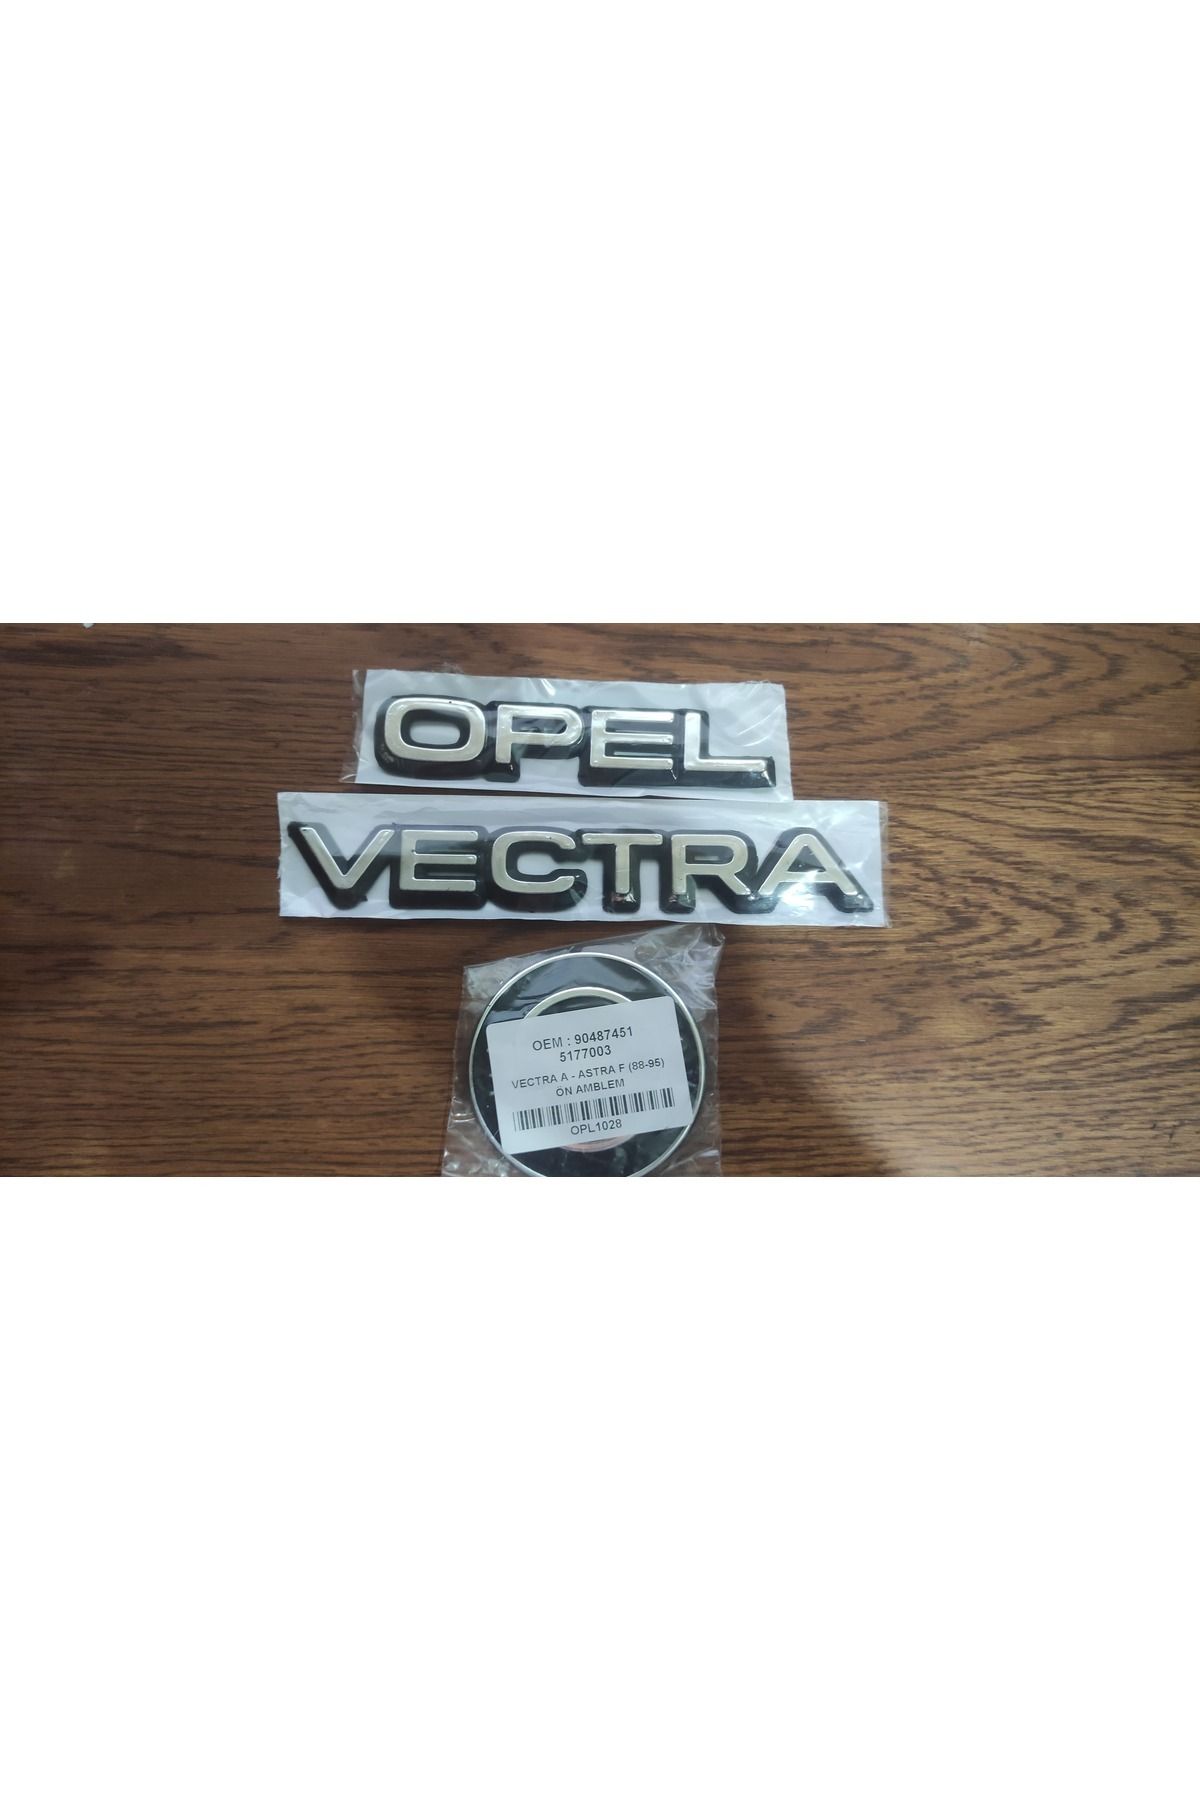 OPEL
VECTRA
OEM : 90487451
5177003
VECTRA A - ASTRA F (88-95)
ÖN AMBLEM
OPL1028